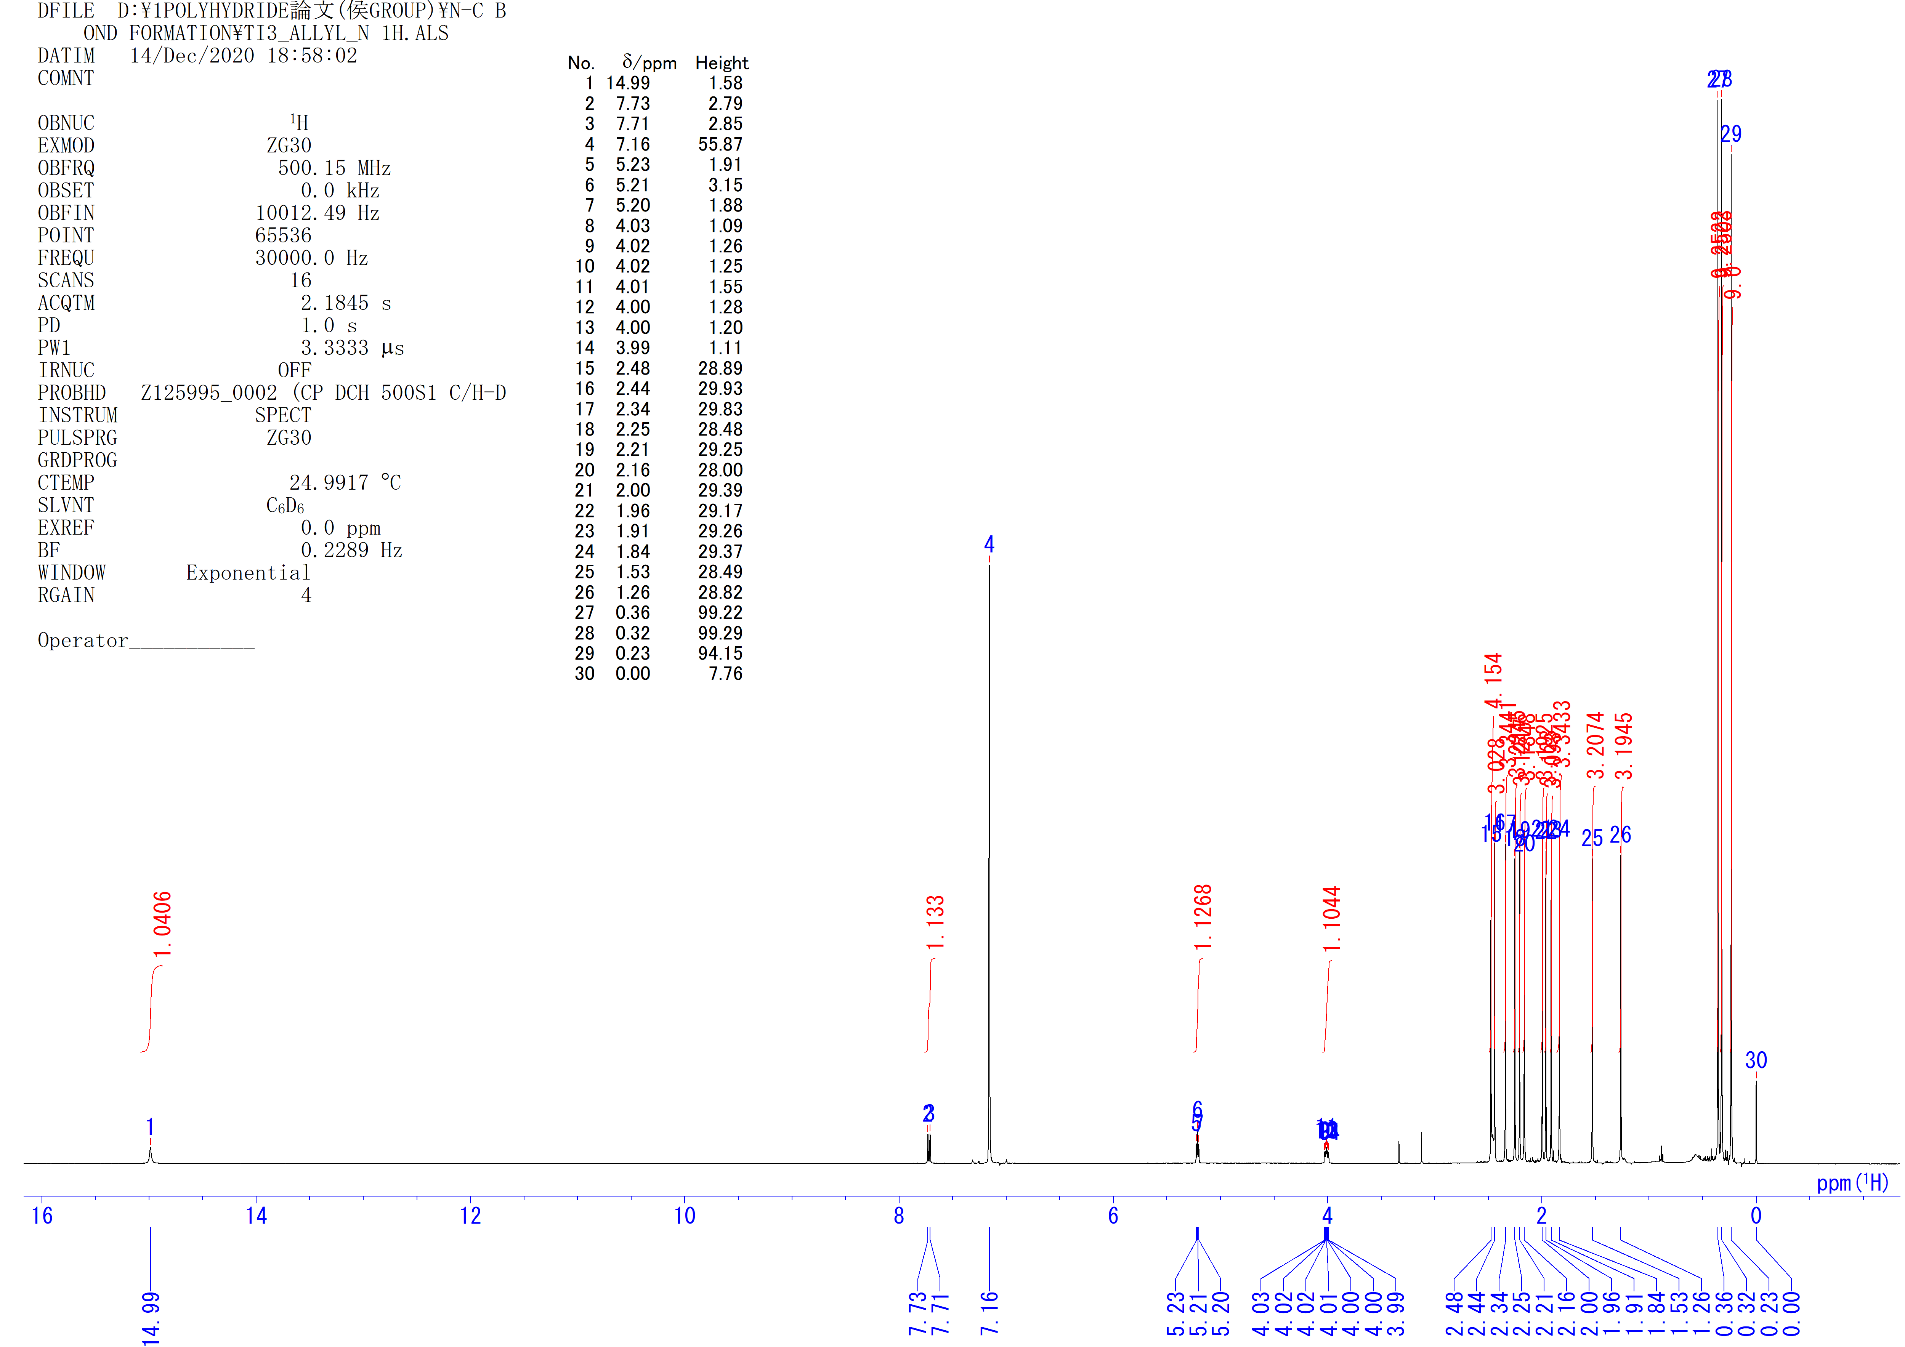 DFILE D:¥1POLYHYDRIDE論文(侯GROUP)¥N-C B
OND FORMATION¥TI3_ALLYL_N 1H.ALS
DATIM 14/Dec/2020 18:58:02
COMNT
OBNUC ¹H
EXMOD ZG30
OBFRQ 500.15 MHz
OBSET 0.0 kHz
OBFIN 10012.49 Hz
POINT 65536
FREQU 30000.0 Hz
SCANS 16
ACQTM 2.1845 s
PD 1.0 s
PW1 3.3333 μs
IRNUC OFF
PROBHD Z125995_0002 (CP DCH 500S1 C/H-D
INSTRUM SPECT
PULSPRG ZG30
GRDPROG
CTEMP 24.9917 °C
SLVNT C₆D₆
EXREF 0.0 ppm
BF 0.2289 Hz
WINDOW Exponential
RGAIN 4
Operator___________
No. δ/ppm Height
1 14.99 1.58
2 7.73 2.79
3 7.71 2.85
4 7.16 55.87
5 5.23 1.91
6 5.21 3.15
7 5.20 1.88
8 4.03 1.09
9 4.02 1.26
10 4.02 1.25
11 4.01 1.55
12 4.00 1.28
13 4.00 1.20
14 3.99 1.11
15 2.48 28.89
16 2.44 29.93
17 2.34 29.83
18 2.25 28.48
19 2.21 29.25
20 2.16 28.00
21 2.00 29.39
22 1.96 29.17
23 1.91 29.26
24 1.84 29.37
25 1.53 28.49
26 1.26 28.82
27 0.36 99.22
28 0.32 99.29
29 0.23 94.15
30 0.00 7.76
28
29
9.0
4
4.154
3.028
3.3433
3.2074
3.1945
25
26
1.0406
1.133
1.1268
1.1044
30
1
3
6
ppm(¹H)
16 14 12 10 8 6 4 2 0
14.99
7.73
7.71
7.16
5.23
5.21
5.20
4.03
4.02
4.02
4.01
4.00
4.00
3.99
2.48
2.44
2.34
2.25
2.21
2.16
2.00
1.96
1.91
1.84
1.53
1.26
0.36
0.32
0.23
0.00